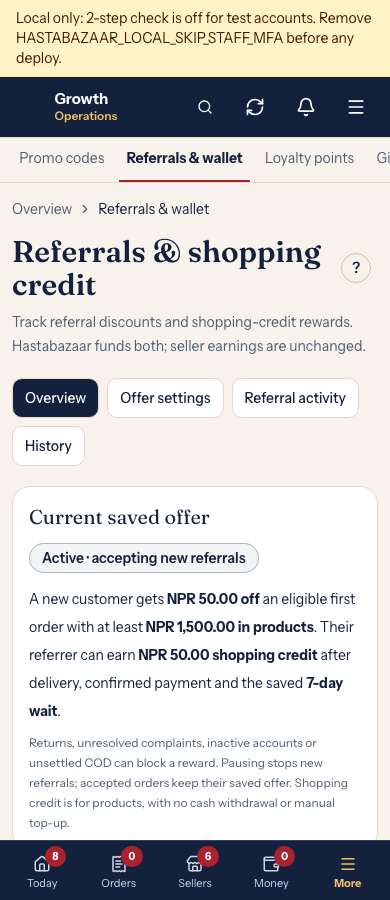 Local only: 2-step check is off for test accounts. Remove
HASTABAZAAR_LOCAL_SKIP_STAFF_MFA before any
deploy.
Growth
Operations
Promo codes
Referrals & wallet
Loyalty points
Gi
Overview > Referrals & wallet
Referrals & shopping
credit
?
Track referral discounts and shopping-credit rewards.
Hastabazaar funds both; seller earnings are unchanged.
Overview
Offer settings
Referral activity
History
Current saved offer
Active · accepting new referrals
A new customer gets NPR 50.00 off an eligible first
order with at least NPR 1,500.00 in products. Their
referrer can earn NPR 50.00 shopping credit after
delivery, confirmed payment and the saved 7-day
wait.
Returns, unresolved complaints, inactive accounts or
unsettled COD can block a reward. Pausing stops new
referrals; accepted orders keep their saved offer. Shopping
credit is for products, with no cash withdrawal or manual
top-up.
8
0
6
0
Today
Orders
Sellers
Money
More